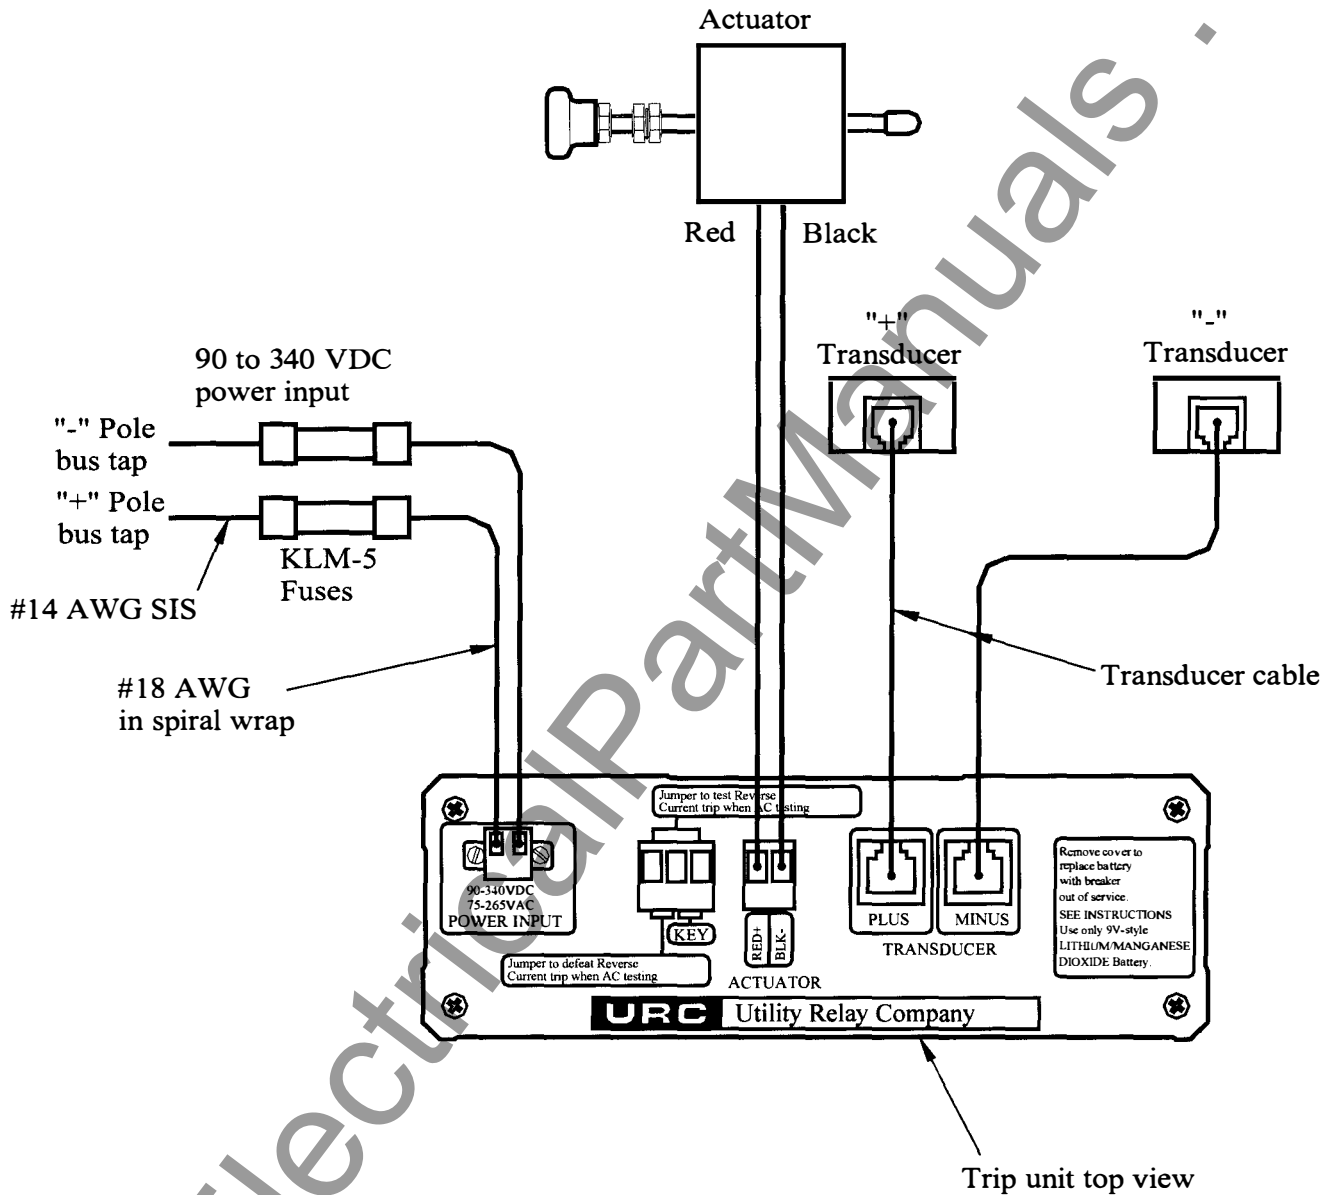 Actuator
Red
Black
"+"
Transducer
"-"
Transducer
90 to 340 VDC
power input
"-" Pole
bus tap
"+" Pole
bus tap
KLM-5
Fuses
#14 AWG SIS
#18 AWG
in spiral wrap
Transducer cable
Jumper to test Reverse
Current trip when AC testing
90-340VDC
75-265VAC
POWER INPUT
KEY
Jumper to defeat Reverse
Current trip when AC testing
RED+
BLK-
ACTUATOR
PLUS
MINUS
TRANSDUCER
Remove cover to
replace battery
with breaker
out of service.
SEE INSTRUCTIONS
Use only 9V-style
LITHIUM/MANGANESE
DIOXIDE Battery.
URC Utility Relay Company
Trip unit top view
ElectricalPartManuals .